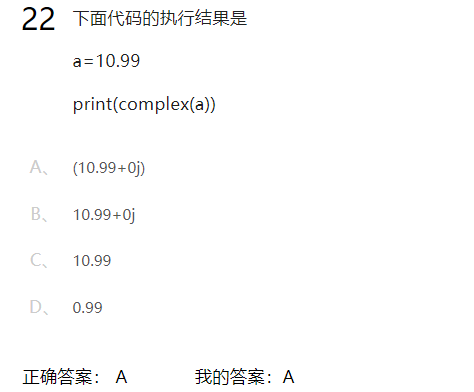 22 下面代码的执行结果是
a=10.99
print(complex(a))
A、 (10.99+0j)
B、 10.99+0j
C、 10.99
D、 0.99
正确答案： A 我的答案：A